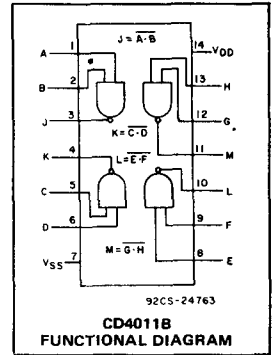 J = A·B
A 1 14 VDD
B 2 13 H
J 3 12 G
K = C·D
K 4 11 M
L = E·F
C 5 10 L
D 6 9 F
M = G·H
VSS 7 8 E
92CS-24763
CD4011B
FUNCTIONAL DIAGRAM